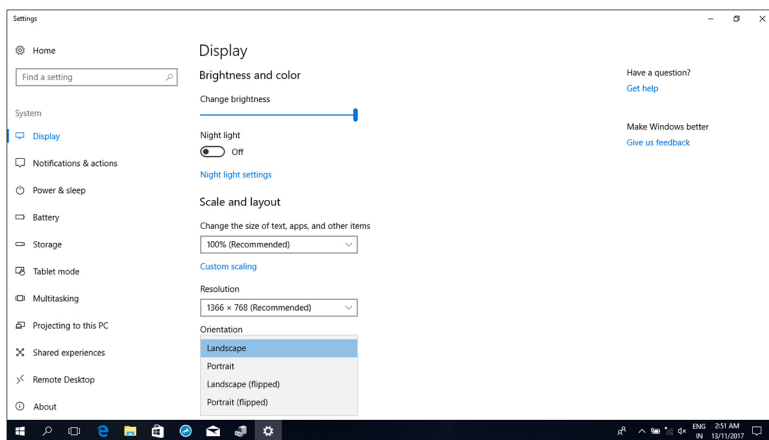 Settings
Home
Find a setting
System
Display
Notifications & actions
Power & sleep
Battery
Storage
Tablet mode
Multitasking
Projecting to this PC
Shared experiences
Remote Desktop
About
Display
Brightness and color
Change brightness
Night light
Off
Night light settings
Scale and layout
Change the size of text, apps, and other items
100% (Recommended)
Custom scaling
Resolution
1366 × 768 (Recommended)
Orientation
Landscape
Portrait
Landscape (flipped)
Portrait (flipped)
Have a question?
Get help
Make Windows better
Give us feedback
ENG
IN
2:51 AM
13/11/2017